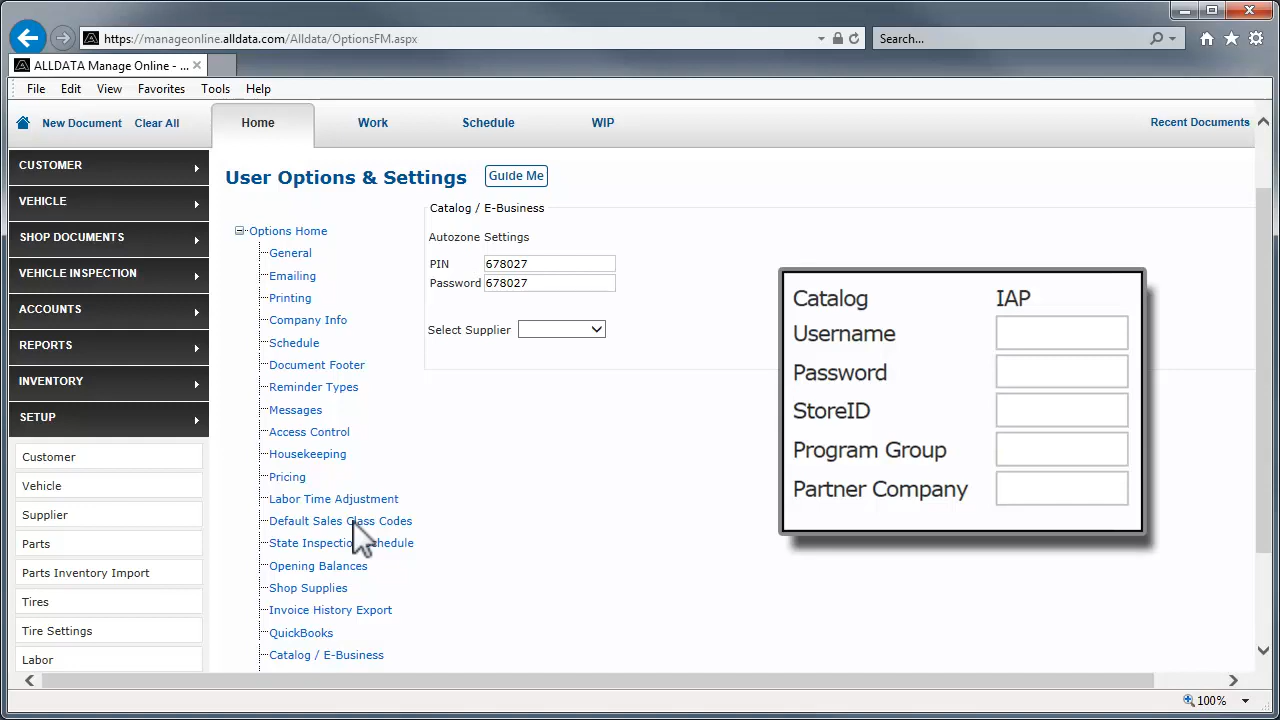 https://manageonline.alldata.com/Alldata/OptionsFM.aspx
Search...
ALLDATA Manage Online - ...
File Edit View Favorites Tools Help
New Document Clear All
Home Work Schedule WIP
Recent Documents
CUSTOMER
VEHICLE
SHOP DOCUMENTS
VEHICLE INSPECTION
ACCOUNTS
REPORTS
INVENTORY
SETUP
Customer
Vehicle
Supplier
Parts
Parts Inventory Import
Tires
Tire Settings
Labor
User Options & Settings
Guide Me
Options Home
General
Emailing
Printing
Company Info
Schedule
Document Footer
Reminder Types
Messages
Access Control
Housekeeping
Pricing
Labor Time Adjustment
Default Sales Class Codes
State Inspection Schedule
Opening Balances
Shop Supplies
Invoice History Export
QuickBooks
Catalog / E-Business
Catalog / E-Business
Autozone Settings
PIN 678027
Password 678027
Select Supplier
Catalog IAP
Username
Password
StoreID
Program Group
Partner Company
100%